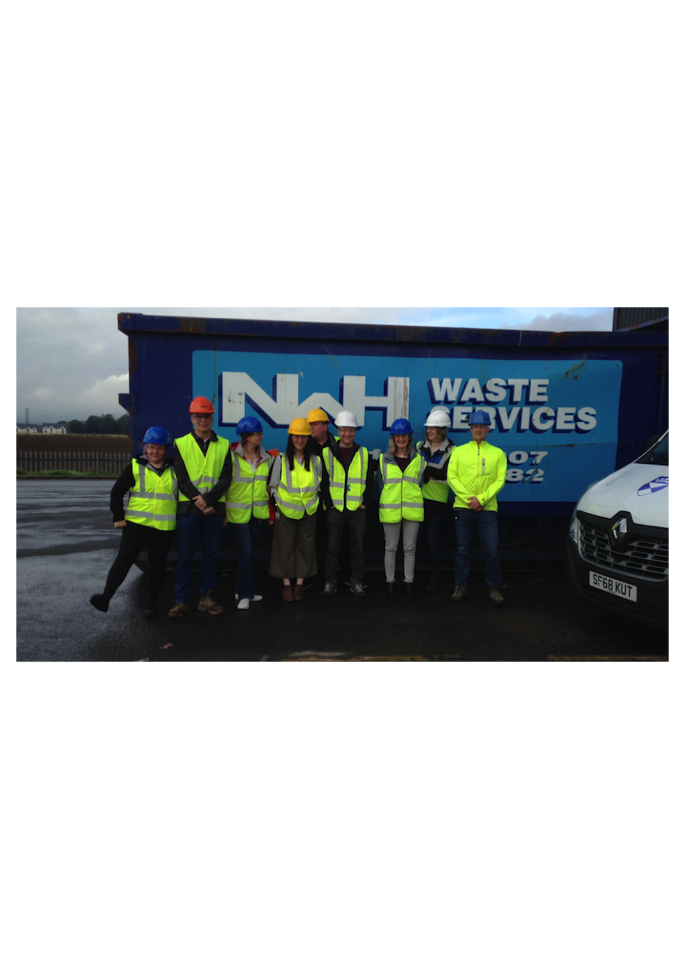 NWH WASTE
SERVICES
07
82
SF68 KUT